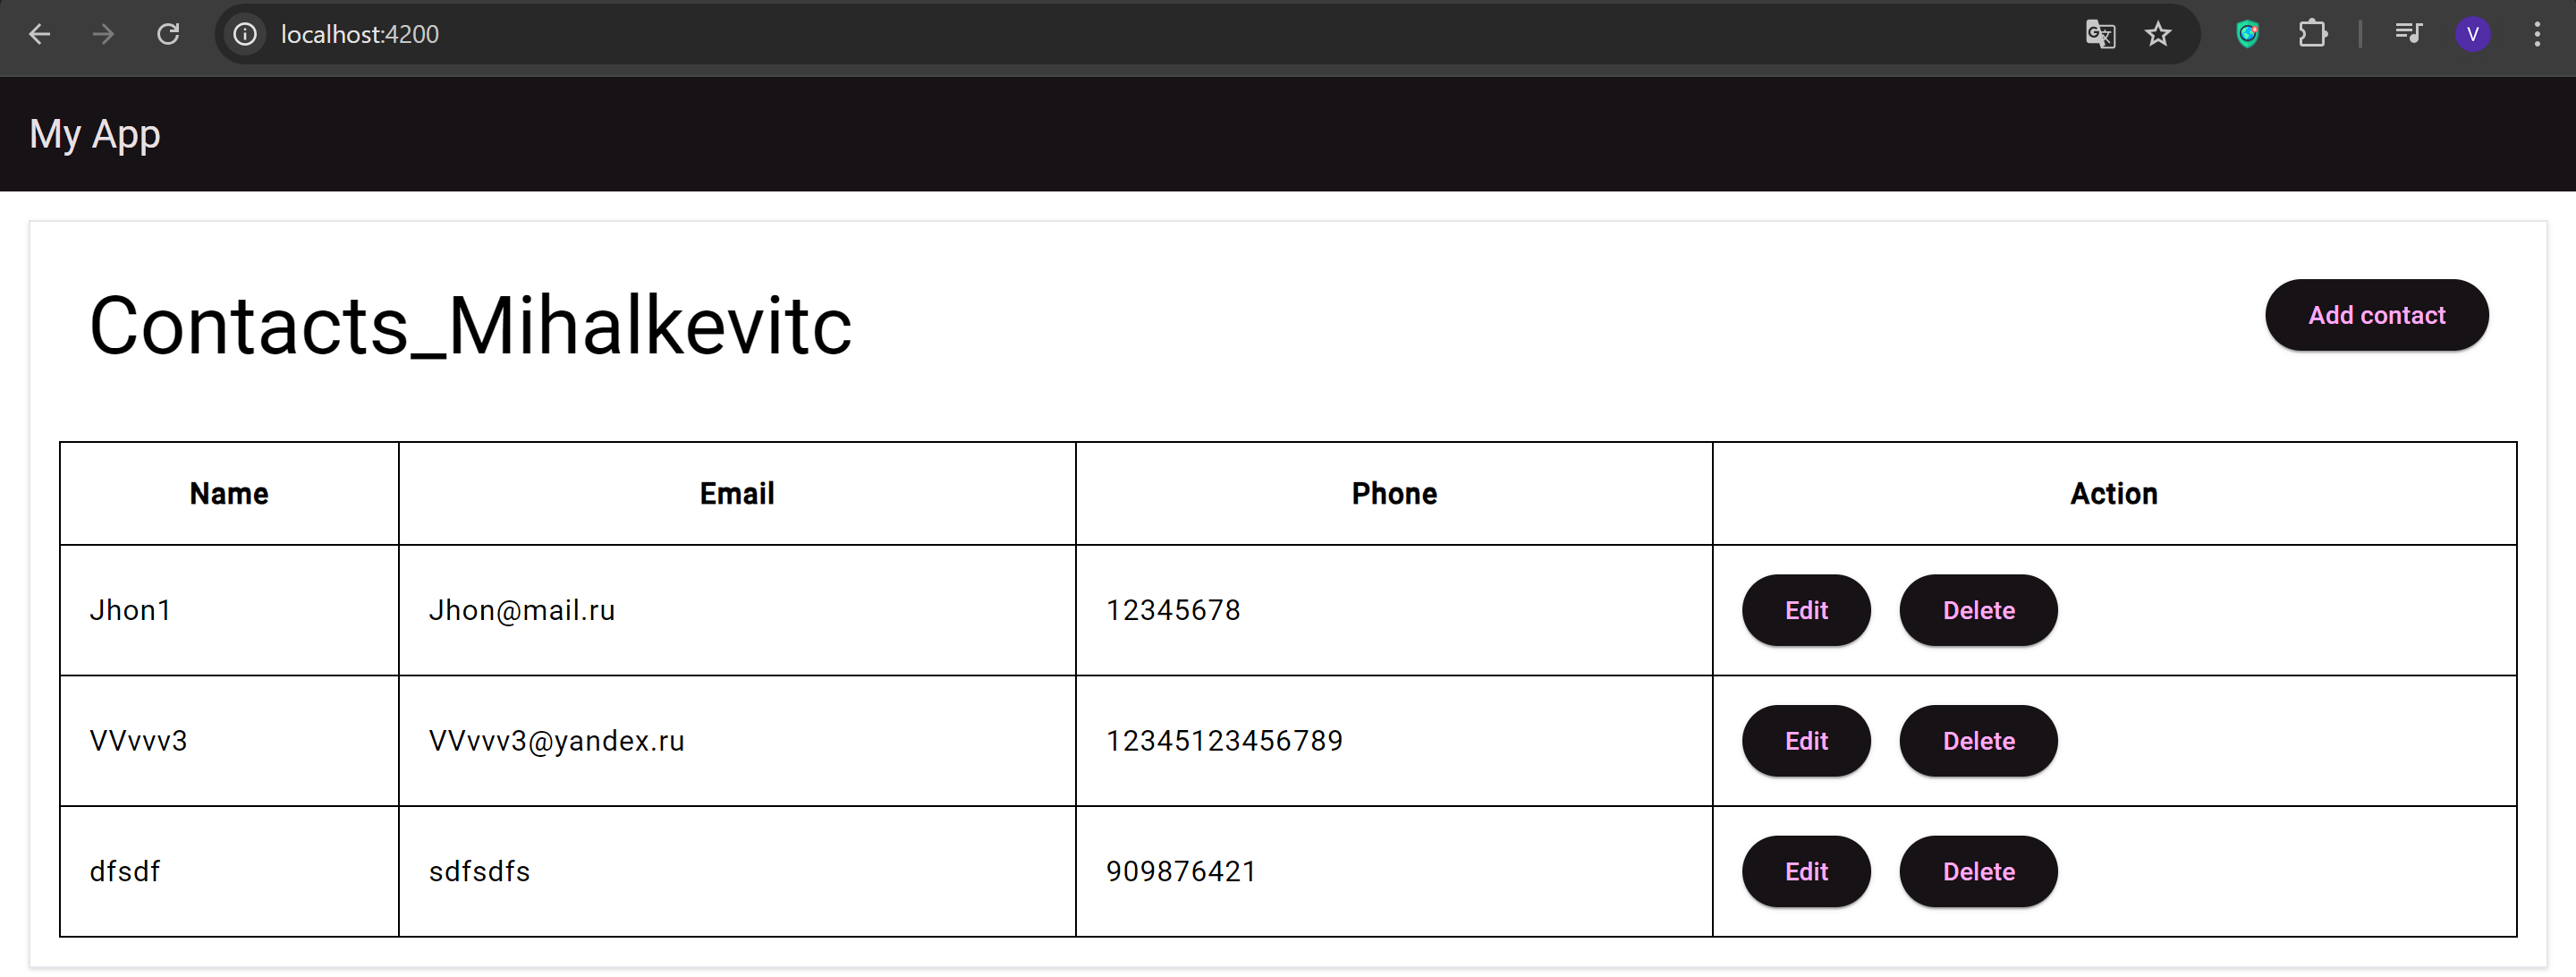 localhost:4200
V
My App
Contacts_Mihalkevitc
Add contact
Name Email Phone Action
Jhon1 Jhon@mail.ru 12345678 Edit Delete
VVvvv3 VVvvv3@yandex.ru 12345123456789 Edit Delete
dfsdf sdfsdfs 909876421 Edit Delete